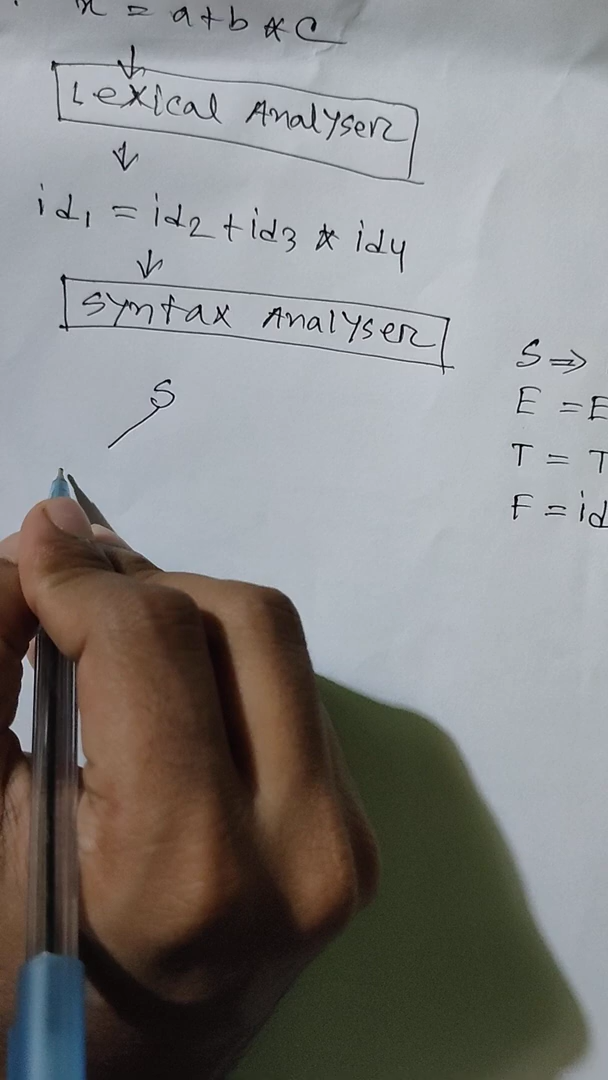 x = a+b*c
↓
Lexical Analyser
↓
id₁ = id₂ + id₃ * id₄
↓
Syntax Analyser
S
S ⇒
E = E
T = T
F = id